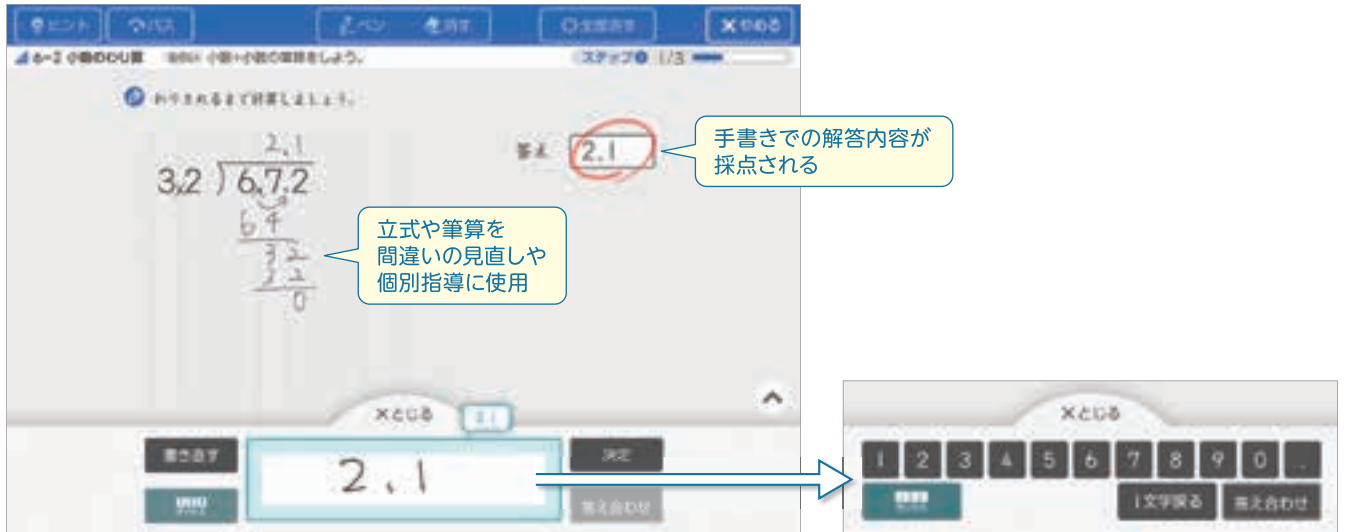 ヒント パス ペン 消す 全部消す ×やめる
6-2 小数のわり算 小数÷小数の筆算をしよう。 ステップ 1/3
わりきれるまで計算しましょう。
2.1
3,2 ) 6,7.2
6 4
3 2
3 2
0
答え 2.1
手書きでの解答内容が
採点される
立式や筆算を
間違いの見直しや
個別指導に使用
×とじる 2.1
書き直す 2.1 決定
答え合わせ
×とじる
1 2 3 4 5 6 7 8 9 0 .
1文字戻る 答え合わせ